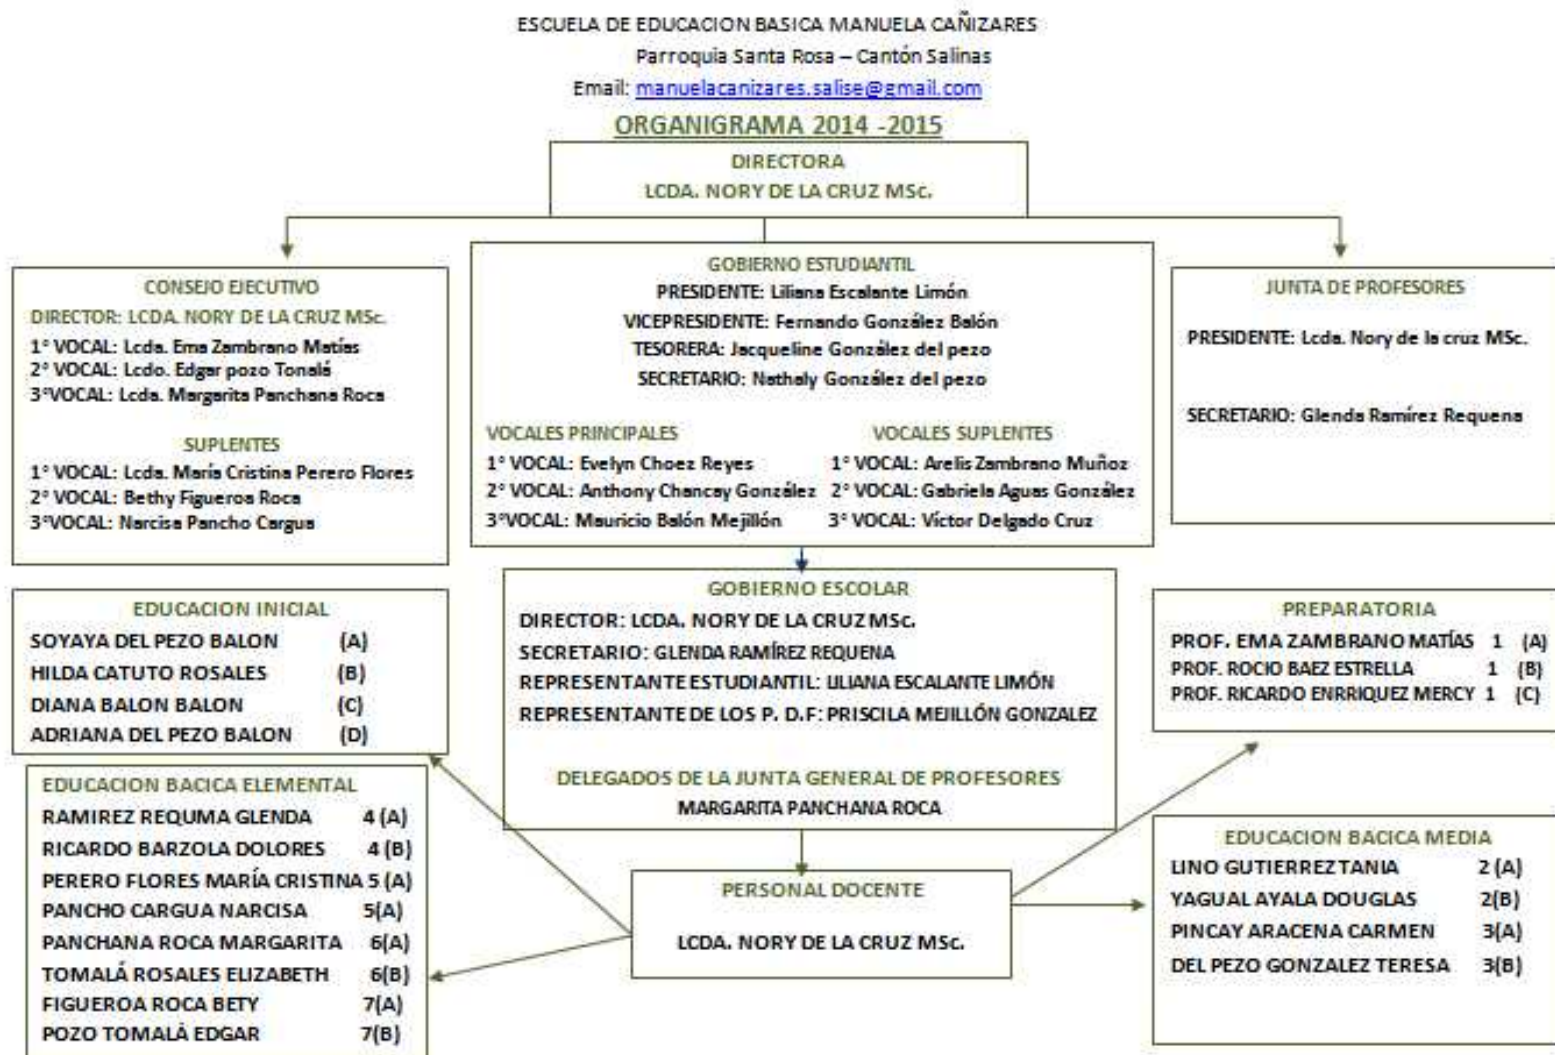 ESCUELA DE EDUCACION BASICA MANUELA CAÑIZARES
Parroquia Santa Rosa – Cantón Salinas
Email: manuelacanizares.salise@gmail.com
ORGANIGRAMA 2014 -2015
DIRECTORA
LCDA. NORY DE LA CRUZ MSc.
CONSEJO EJECUTIVO
DIRECTOR: LCDA. NORY DE LA CRUZ MSc.
1° VOCAL: Lcda. Ema Zambrano Matías
2° VOCAL: Lcdo. Edgar pozo Tonalá
3°VOCAL: Lcda. Margarita Panchana Roca
SUPLENTES
1° VOCAL: Lcda. María Cristina Perero Flores
2° VOCAL: Bethy Figueroa Roca
3°VOCAL: Narcisa Pancho Cargua
GOBIERNO ESTUDIANTIL
PRESIDENTE: Liliana Escalante Limón
VICEPRESIDENTE: Fernando González Balón
TESORERA: Jacqueline González del pezo
SECRETARIO: Nathaly González del pezo
VOCALES PRINCIPALES
1° VOCAL: Evelyn Choez Reyes
2° VOCAL: Anthony Chancay González
3°VOCAL: Mauricio Balón Mejillón
VOCALES SUPLENTES
1° VOCAL: Arelis Zambrano Muñoz
2° VOCAL: Gabriela Aguas González
3° VOCAL: Víctor Delgado Cruz
JUNTA DE PROFESORES
PRESIDENTE: Lcda. Nory de la cruz MSc.
SECRETARIO: Glenda Ramírez Requena
GOBIERNO ESCOLAR
DIRECTOR: LCDA. NORY DE LA CRUZ MSc.
SECRETARIO: GLENDA RAMÍREZ REQUENA
REPRESENTANTE ESTUDIANTIL: LILIANA ESCALANTE LIMÓN
REPRESENTANTE DE LOS P. D.F: PRISCILA MEJILLÓN GONZALEZ
DELEGADOS DE LA JUNTA GENERAL DE PROFESORES
MARGARITA PANCHANA ROCA
EDUCACION INICIAL
SOYAYA DEL PEZO BALON (A)
HILDA CATUTO ROSALES (B)
DIANA BALON BALON (C)
ADRIANA DEL PEZO BALON (D)
PREPARATORIA
PROF. EMA ZAMBRANO MATÍAS 1 (A)
PROF. ROCIO BAEZ ESTRELLA 1 (B)
PROF. RICARDO ENRRIQUEZ MERCY 1 (C)
EDUCACION BACICA ELEMENTAL
RAMIREZ REQUMA GLENDA 4 (A)
RICARDO BARZOLA DOLORES 4 (B)
PERERO FLORES MARÍA CRISTINA 5 (A)
PANCHO CARGUA NARCISA 5(A)
PANCHANA ROCA MARGARITA 6(A)
TOMALÁ ROSALES ELIZABETH 6(B)
FIGUEROA ROCA BETY 7(A)
POZO TOMALÁ EDGAR 7(B)
PERSONAL DOCENTE
LCDA. NORY DE LA CRUZ MSc.
EDUCACION BACICA MEDIA
LINO GUTIERREZ TANIA 2 (A)
YAGUAL AYALA DOUGLAS 2(B)
PINCAY ARACENA CARMEN 3(A)
DEL PEZO GONZALEZ TERESA 3(B)